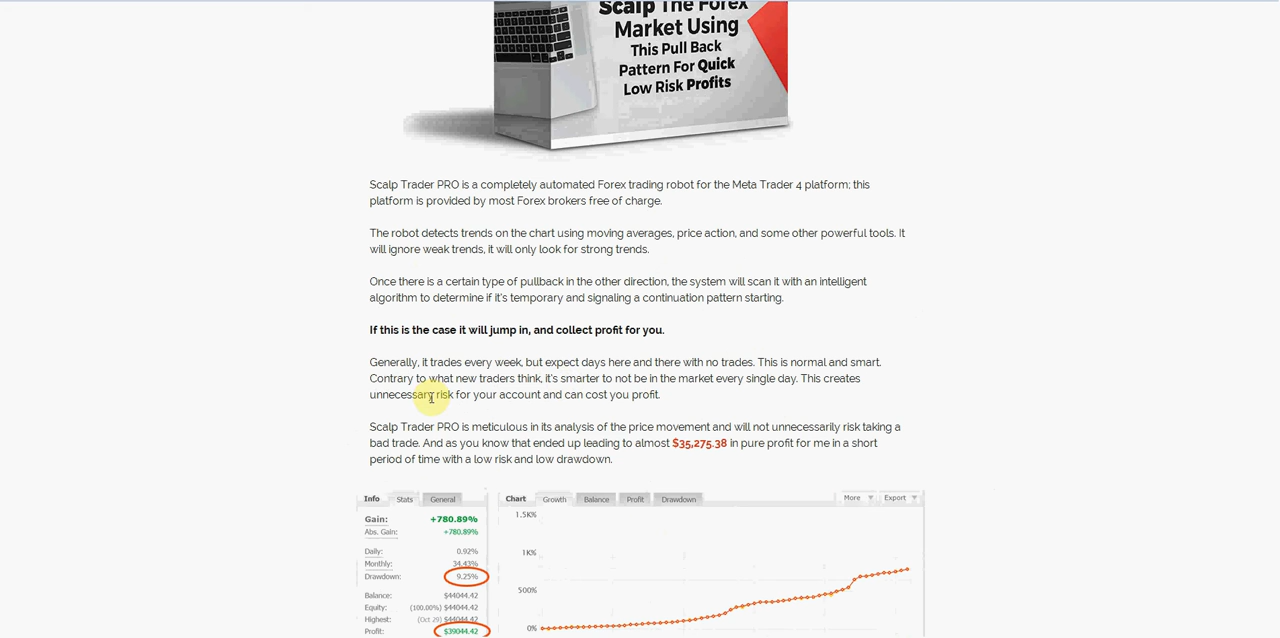 Scalp The Forex
Market Using
This Pull Back
Pattern For Quick
Low Risk Profits
Scalp Trader PRO is a completely automated Forex trading robot for the Meta Trader 4 platform; this
platform is provided by most Forex brokers free of charge.
The robot detects trends on the chart using moving averages, price action, and some other powerful tools. It
will ignore weak trends, it will only look for strong trends.
Once there is a certain type of pullback in the other direction, the system will scan it with an intelligent
algorithm to determine if it's temporary and signaling a continuation pattern starting.
If this is the case it will jump in, and collect profit for you.
Generally, it trades every week, but expect days here and there with no trades. This is normal and smart.
Contrary to what new traders think, it's smarter to not be in the market every single day. This creates
unnecessary risk for your account and can cost you profit.
Scalp Trader PRO is meticulous in its analysis of the price movement and will not unnecessarily risk taking a
bad trade. And as you know that ended up leading to almost $35,275.38 in pure profit for me in a short
period of time with a low risk and low drawdown.
Info Stats General
Gain: +780.89%
Abs. Gain: +780.89%
Daily: 0.92%
Monthly: 34.43%
Drawdown: 9.25%
Balance: $44044.42
Equity: (100.00%) $44044.42
Highest: (Oct 29) $44044.42
Profit: $39044.42
Chart Growth Balance Profit Drawdown More Export
1.5K%
1K%
500%
0%